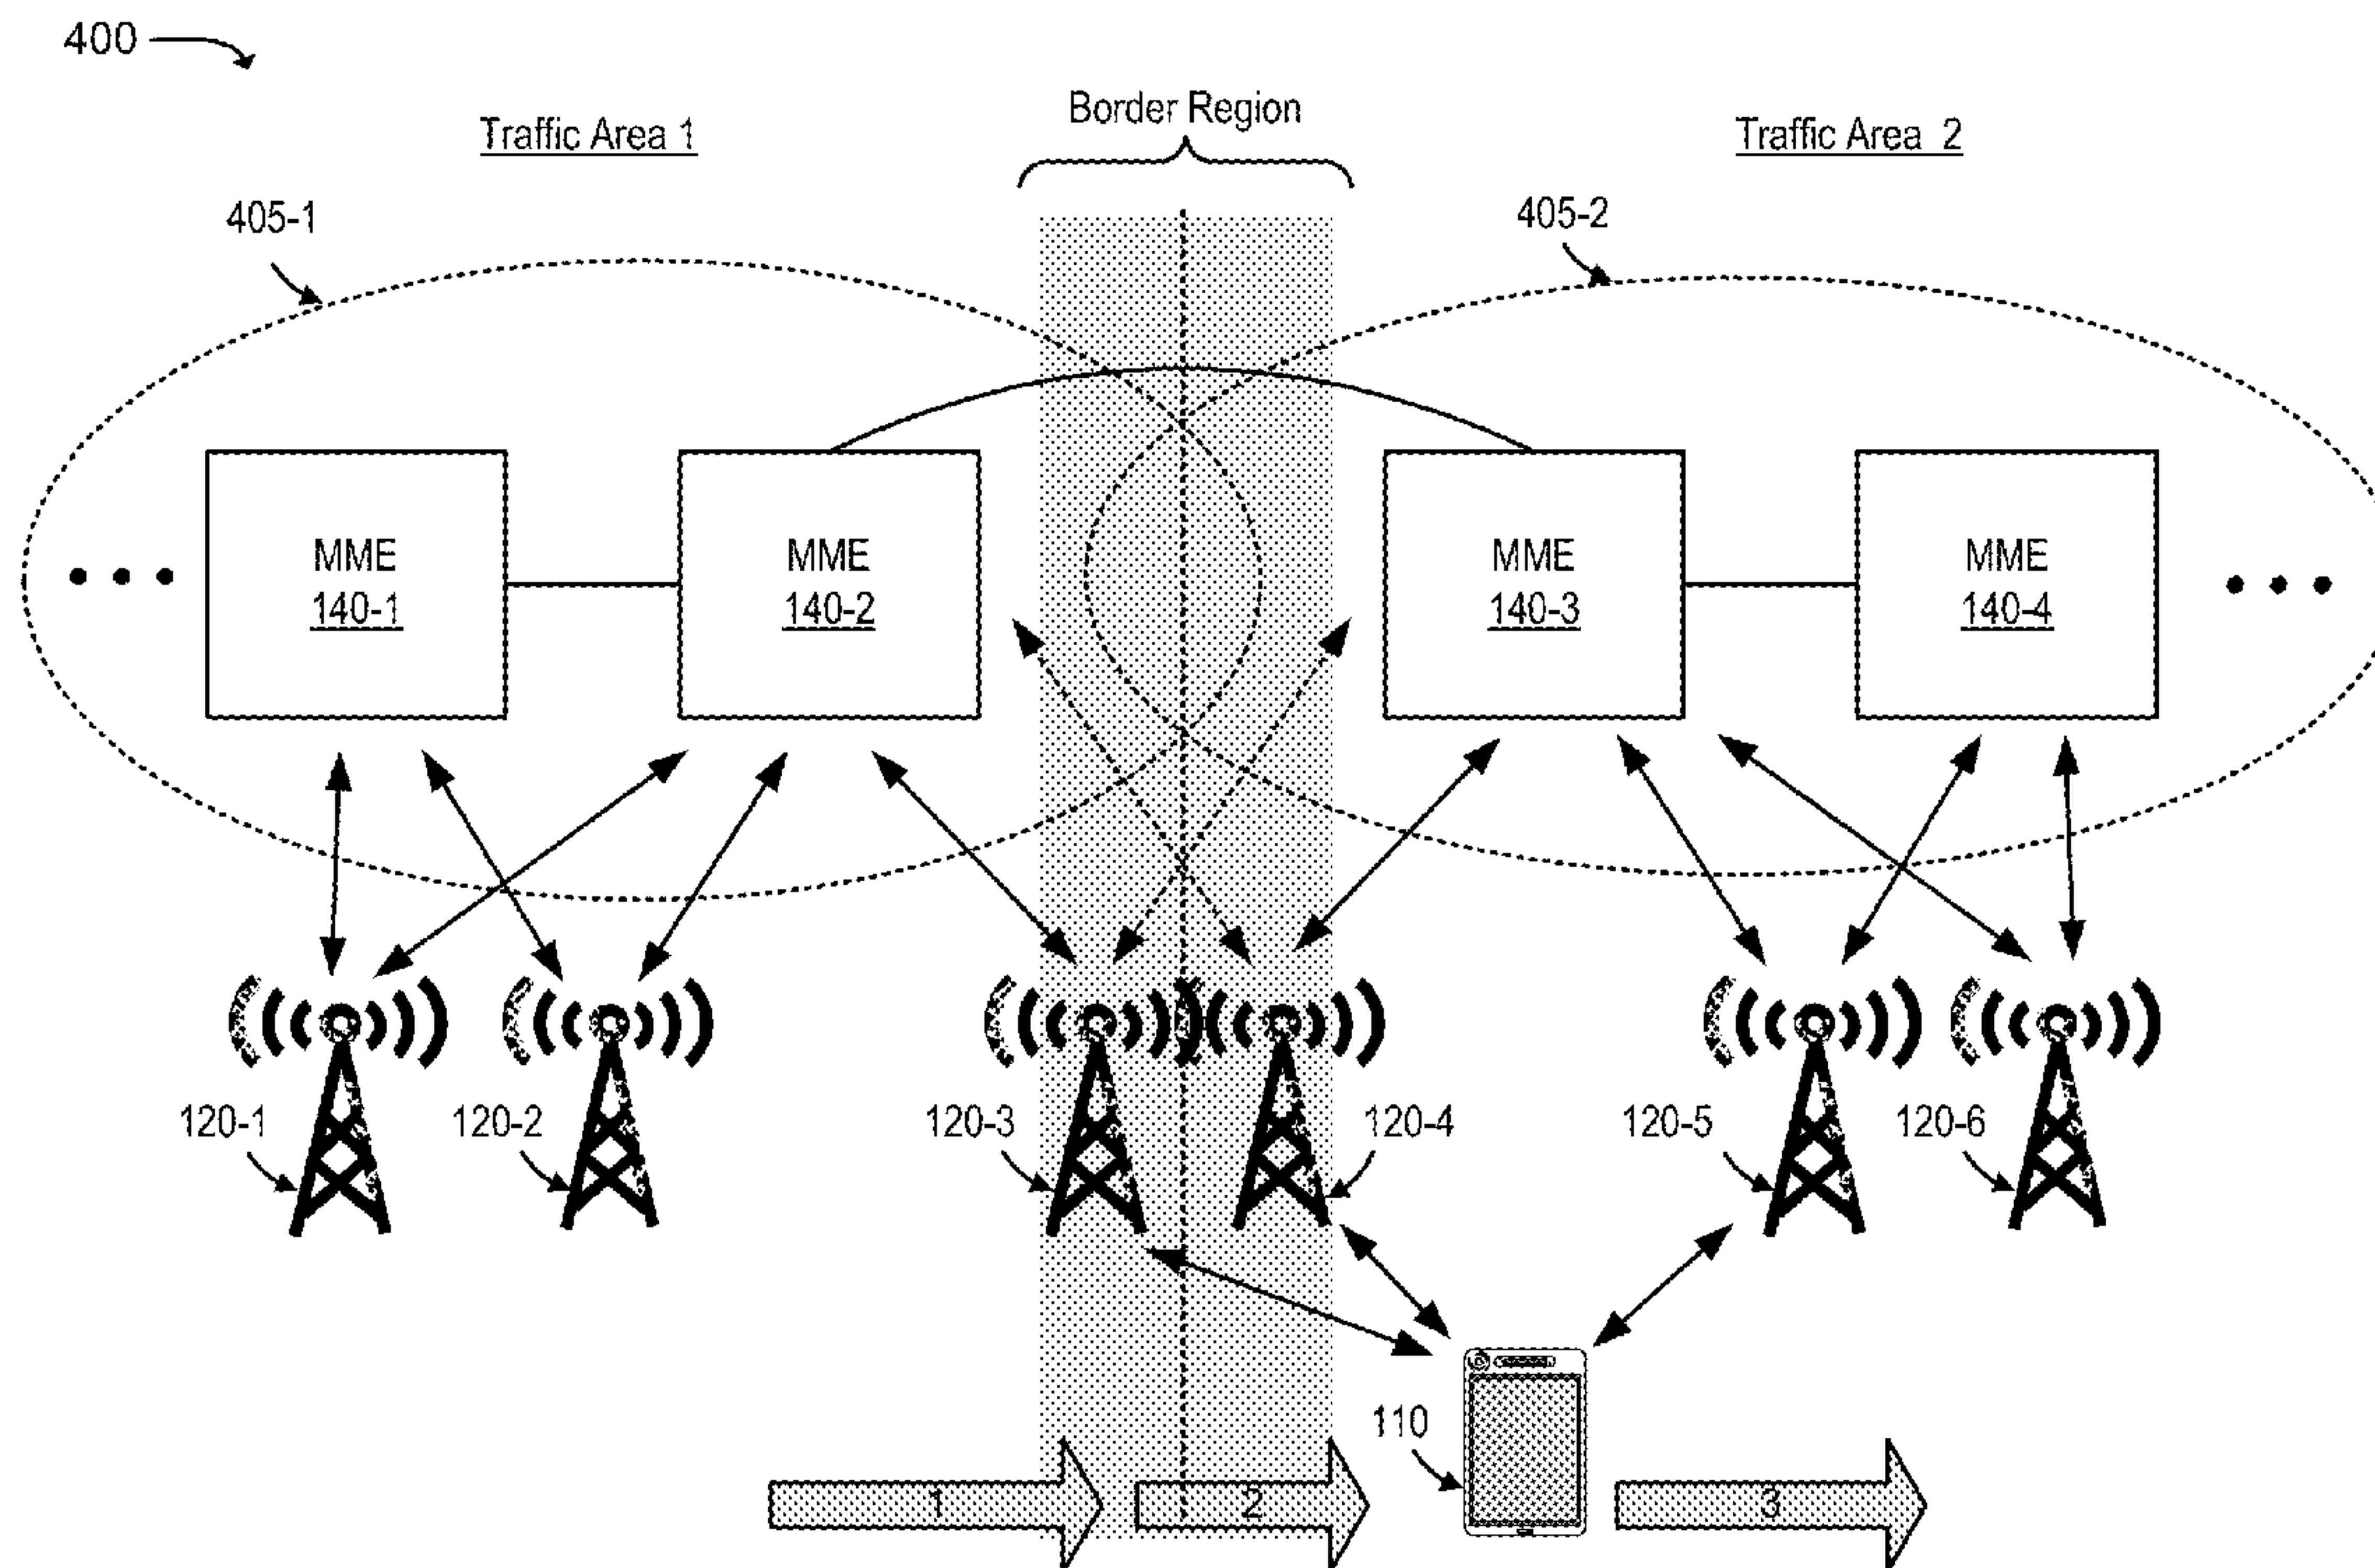 400
Border Region
Traffic Area 1
Traffic Area 2
405-1
405-2
MME
140-1
MME
140-2
MME
140-3
MME
140-4
120-1
120-2
120-3
120-4
120-5
120-6
110
1
2
3